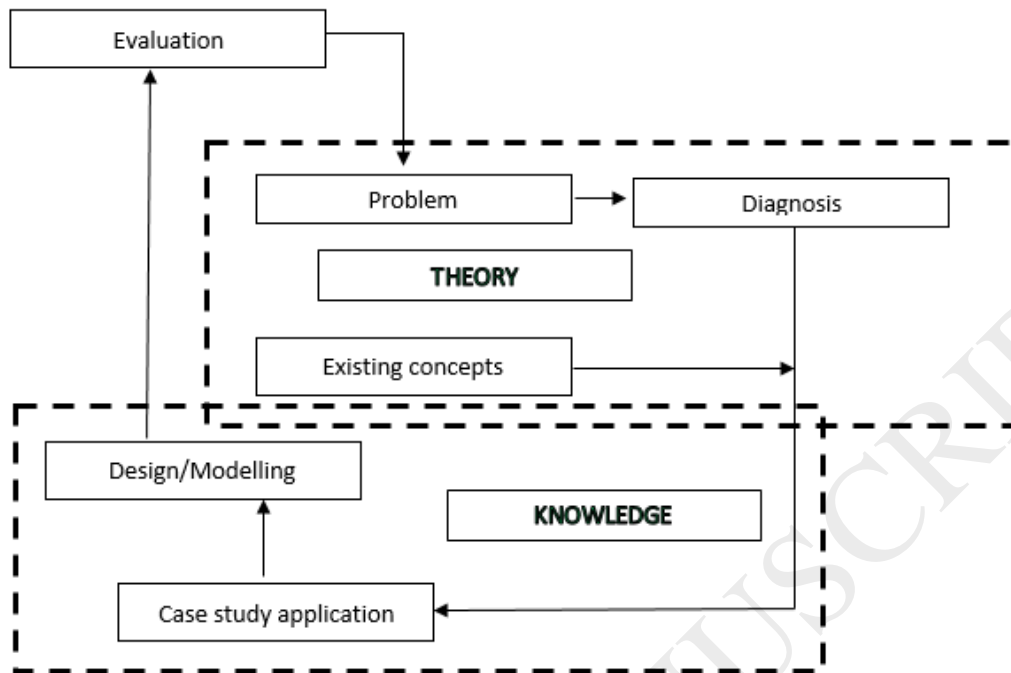 Evaluation
Problem
Diagnosis
THEORY
Existing concepts
Design/Modelling
KNOWLEDGE
Case study application